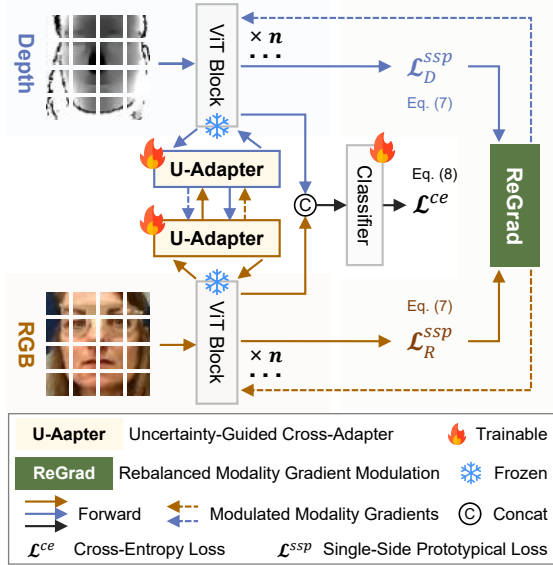 Depth
ViT Block
× n
...
U-Adapter
U-Adapter
ViT Block
× n
...
RGB
C
Classifier
Eq. (8)
ℒ^ce
ℒ_D^ssp
Eq. (7)
ReGrad
Eq. (7)
ℒ_R^ssp
U-Aapter Uncertainty-Guided Cross-Adapter Trainable
ReGrad Rebalanced Modality Gradient Modulation Frozen
Forward Modulated Modality Gradients C Concat
ℒ^ce Cross-Entropy Loss ℒ^ssp Single-Side Prototypical Loss